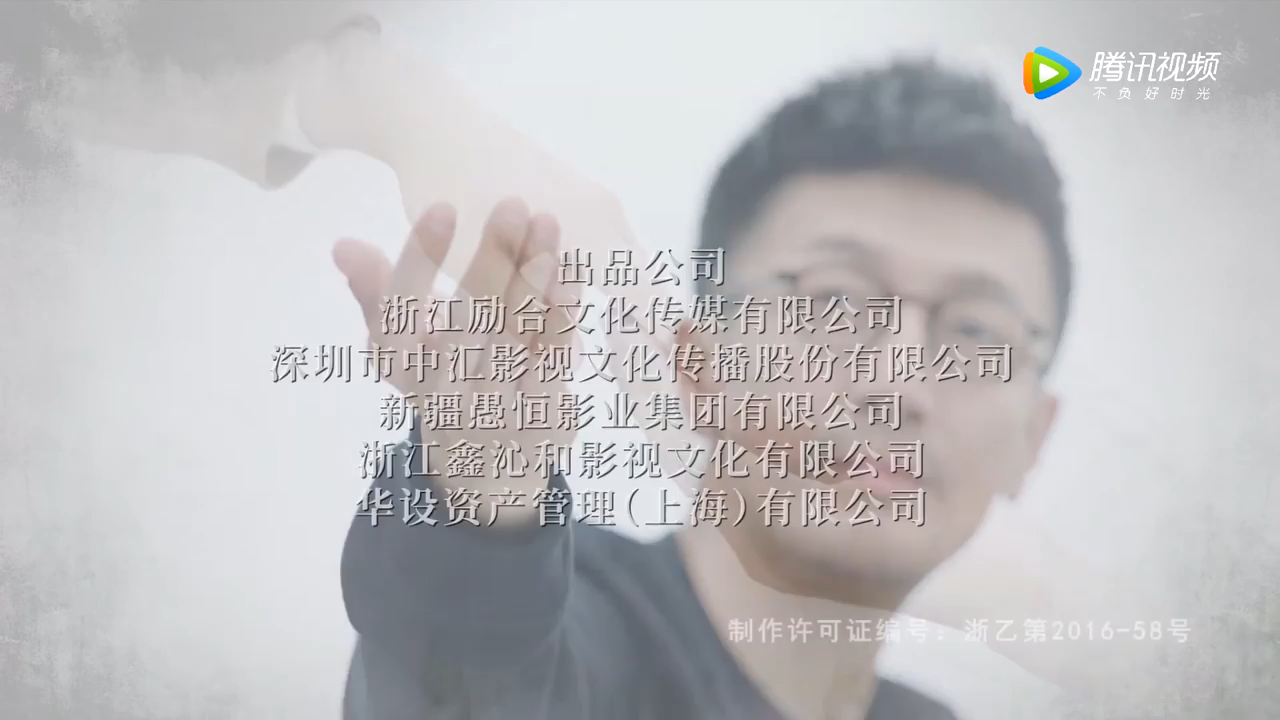 腾讯视频
不负好时光
出品公司
浙江励合文化传媒有限公司
深圳市中汇影视文化传播股份有限公司
新疆愚恒影业集团有限公司
浙江鑫沁和影视文化有限公司
华设资产管理(上海)有限公司
制作许可证编号：浙乙第2016-58号